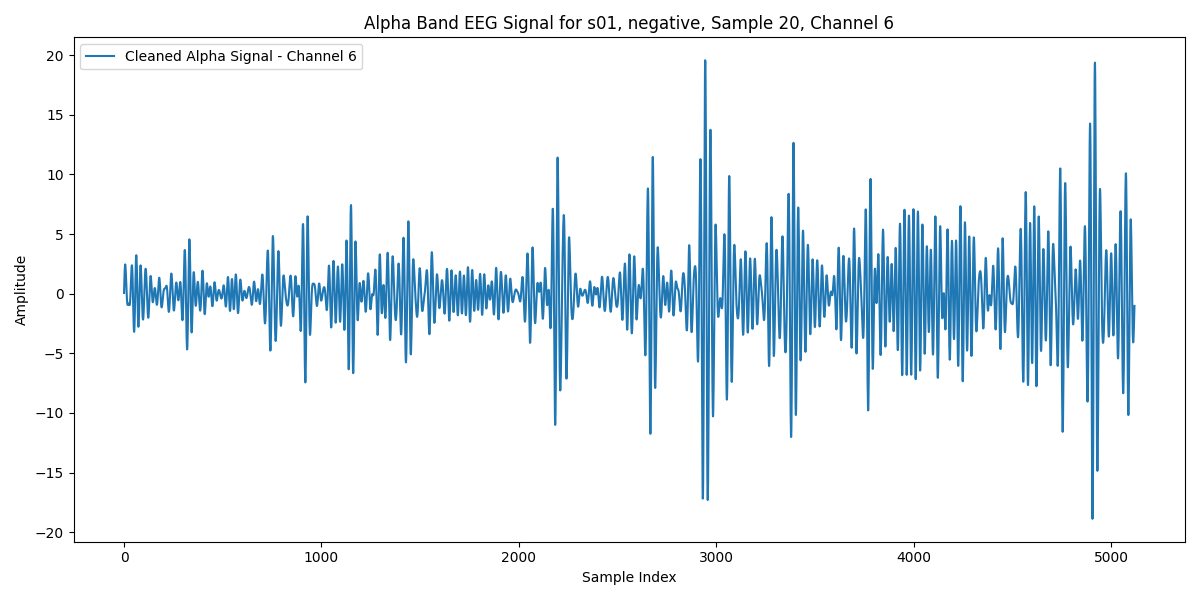 Alpha Band EEG Signal for s01, negative, Sample 20, Channel 6
Cleaned Alpha Signal - Channel 6
20
15
10
5
0
−5
−10
−15
−20
Amplitude
0 1000 2000 3000 4000 5000
Sample Index